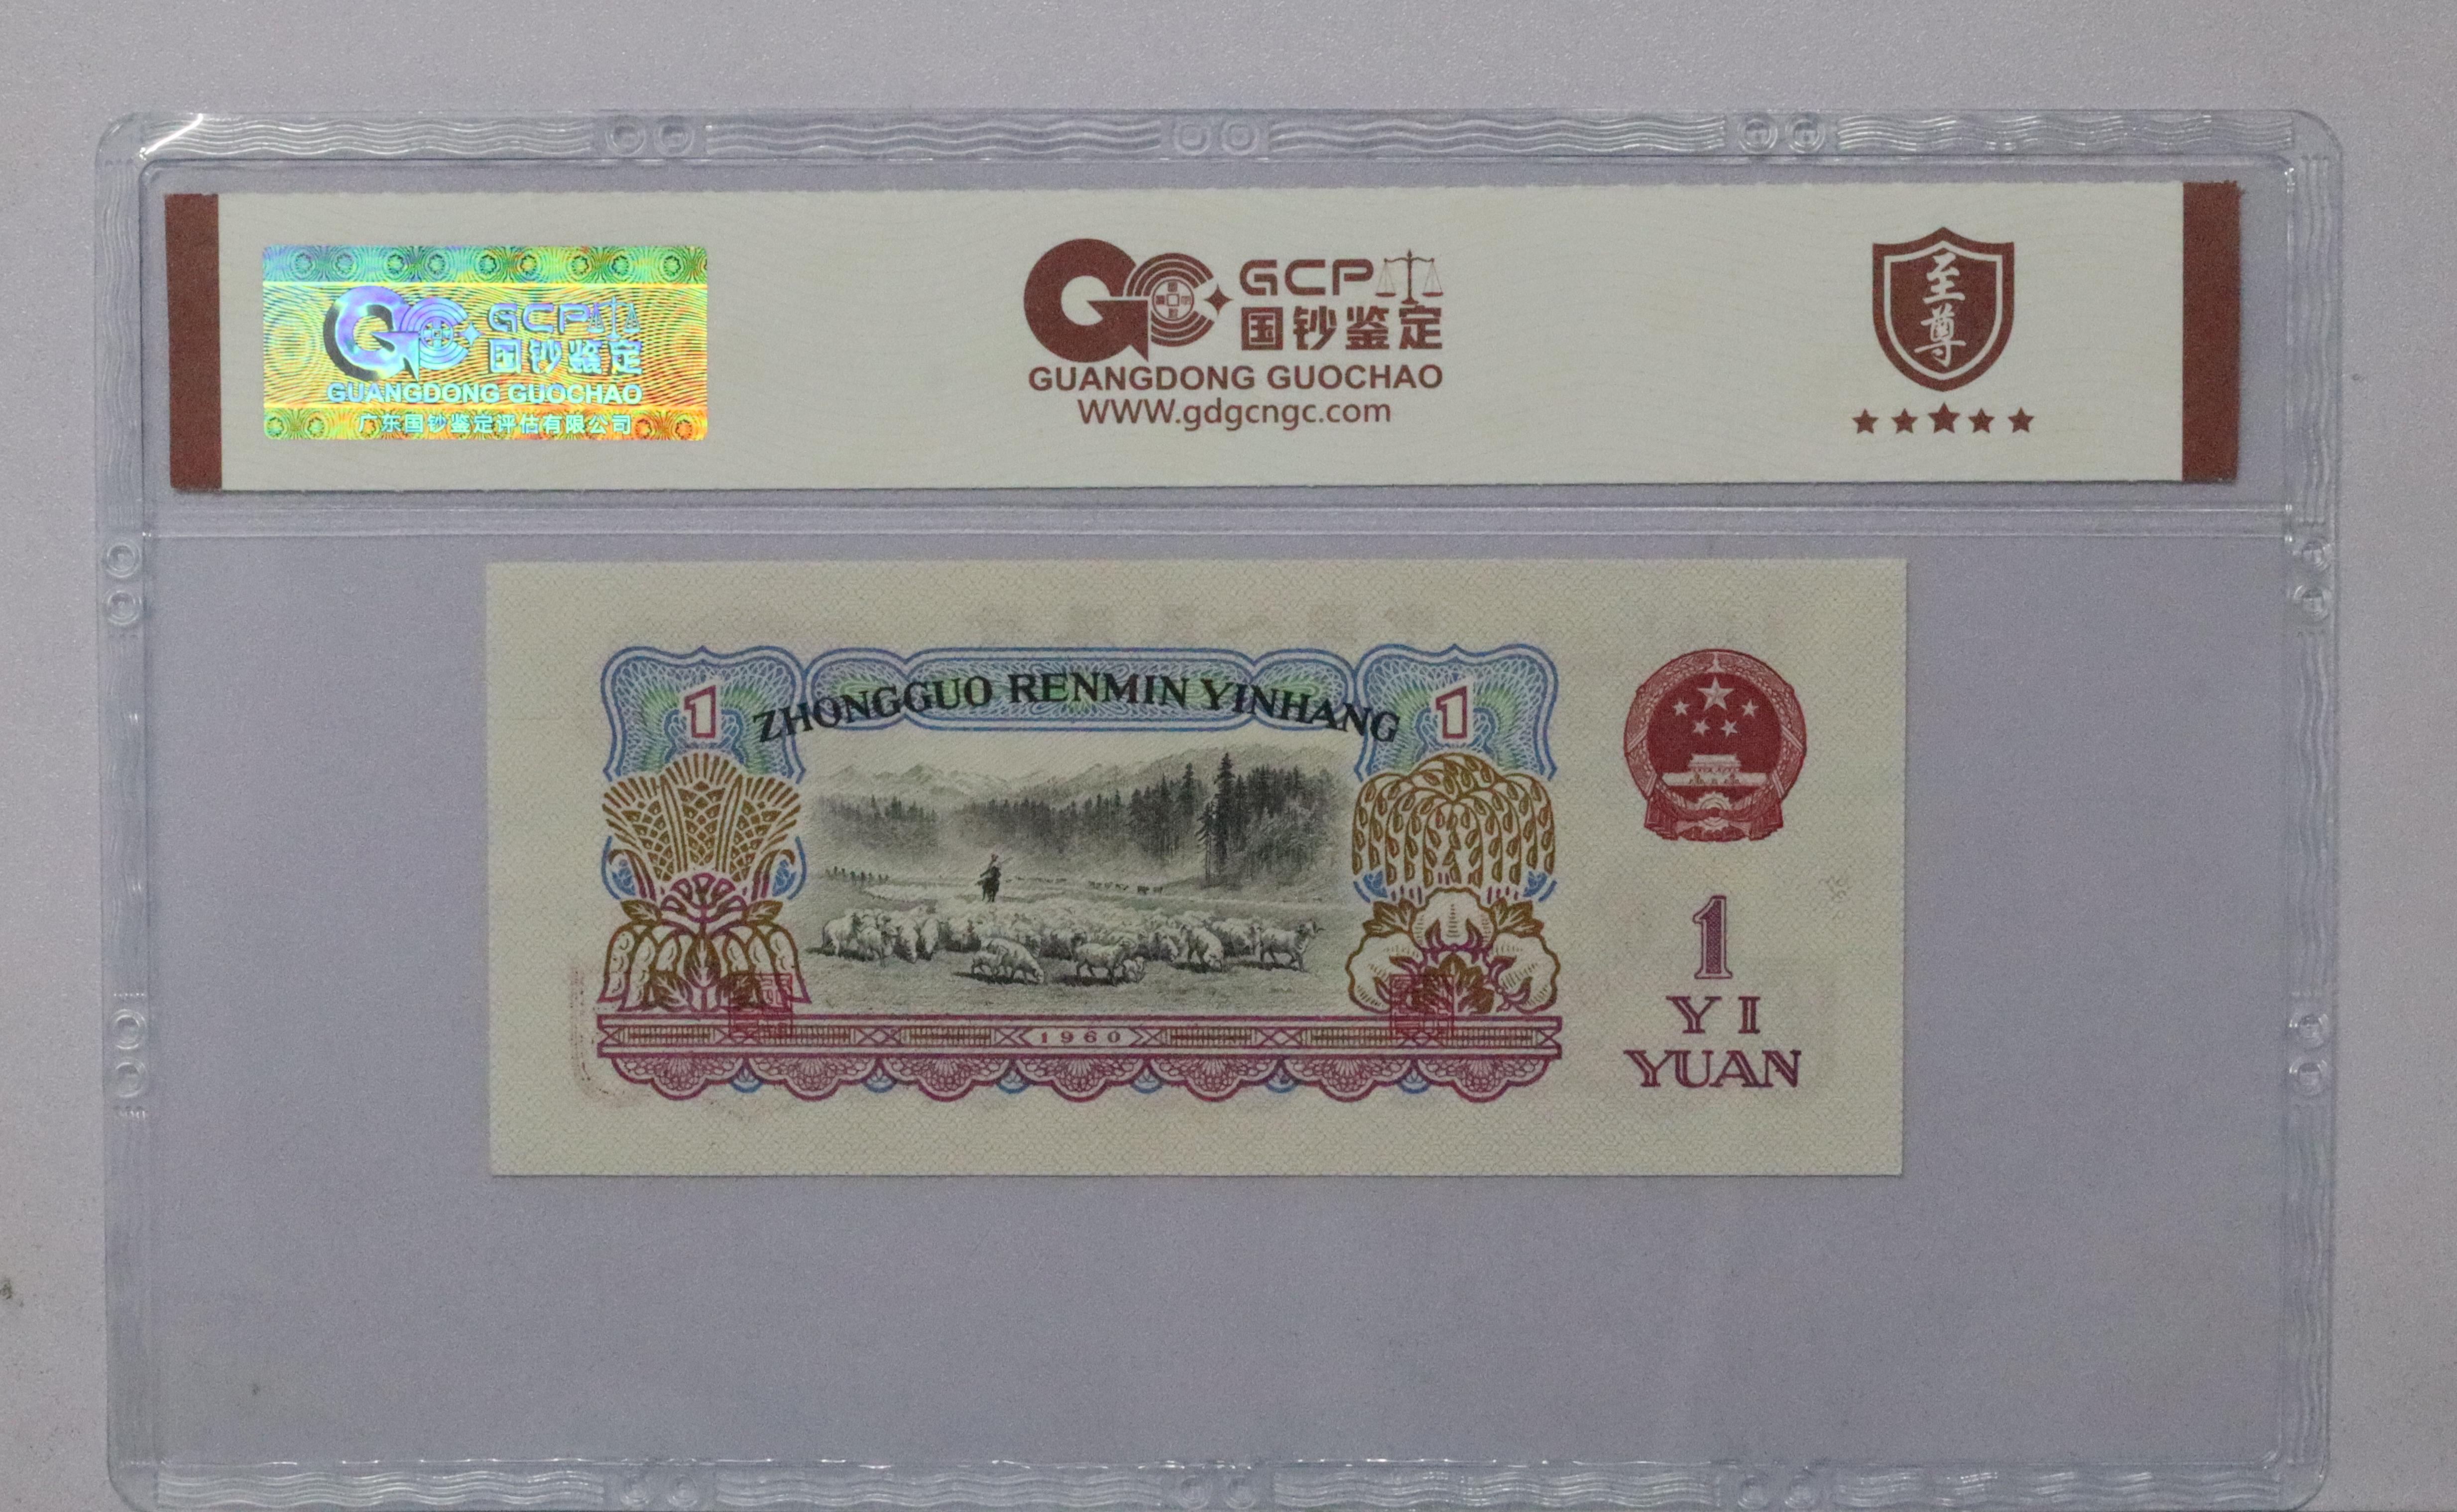 GCP
国钞鉴定
GUANGDONG GUOCHAO
广东国钞鉴定评估有限公司
GCP
国钞鉴定
GUANGDONG GUOCHAO
WWW.gdgcngc.com
至尊
ZHONGGUO RENMIN YINHANG
1
1
1
YI
YUAN
1960